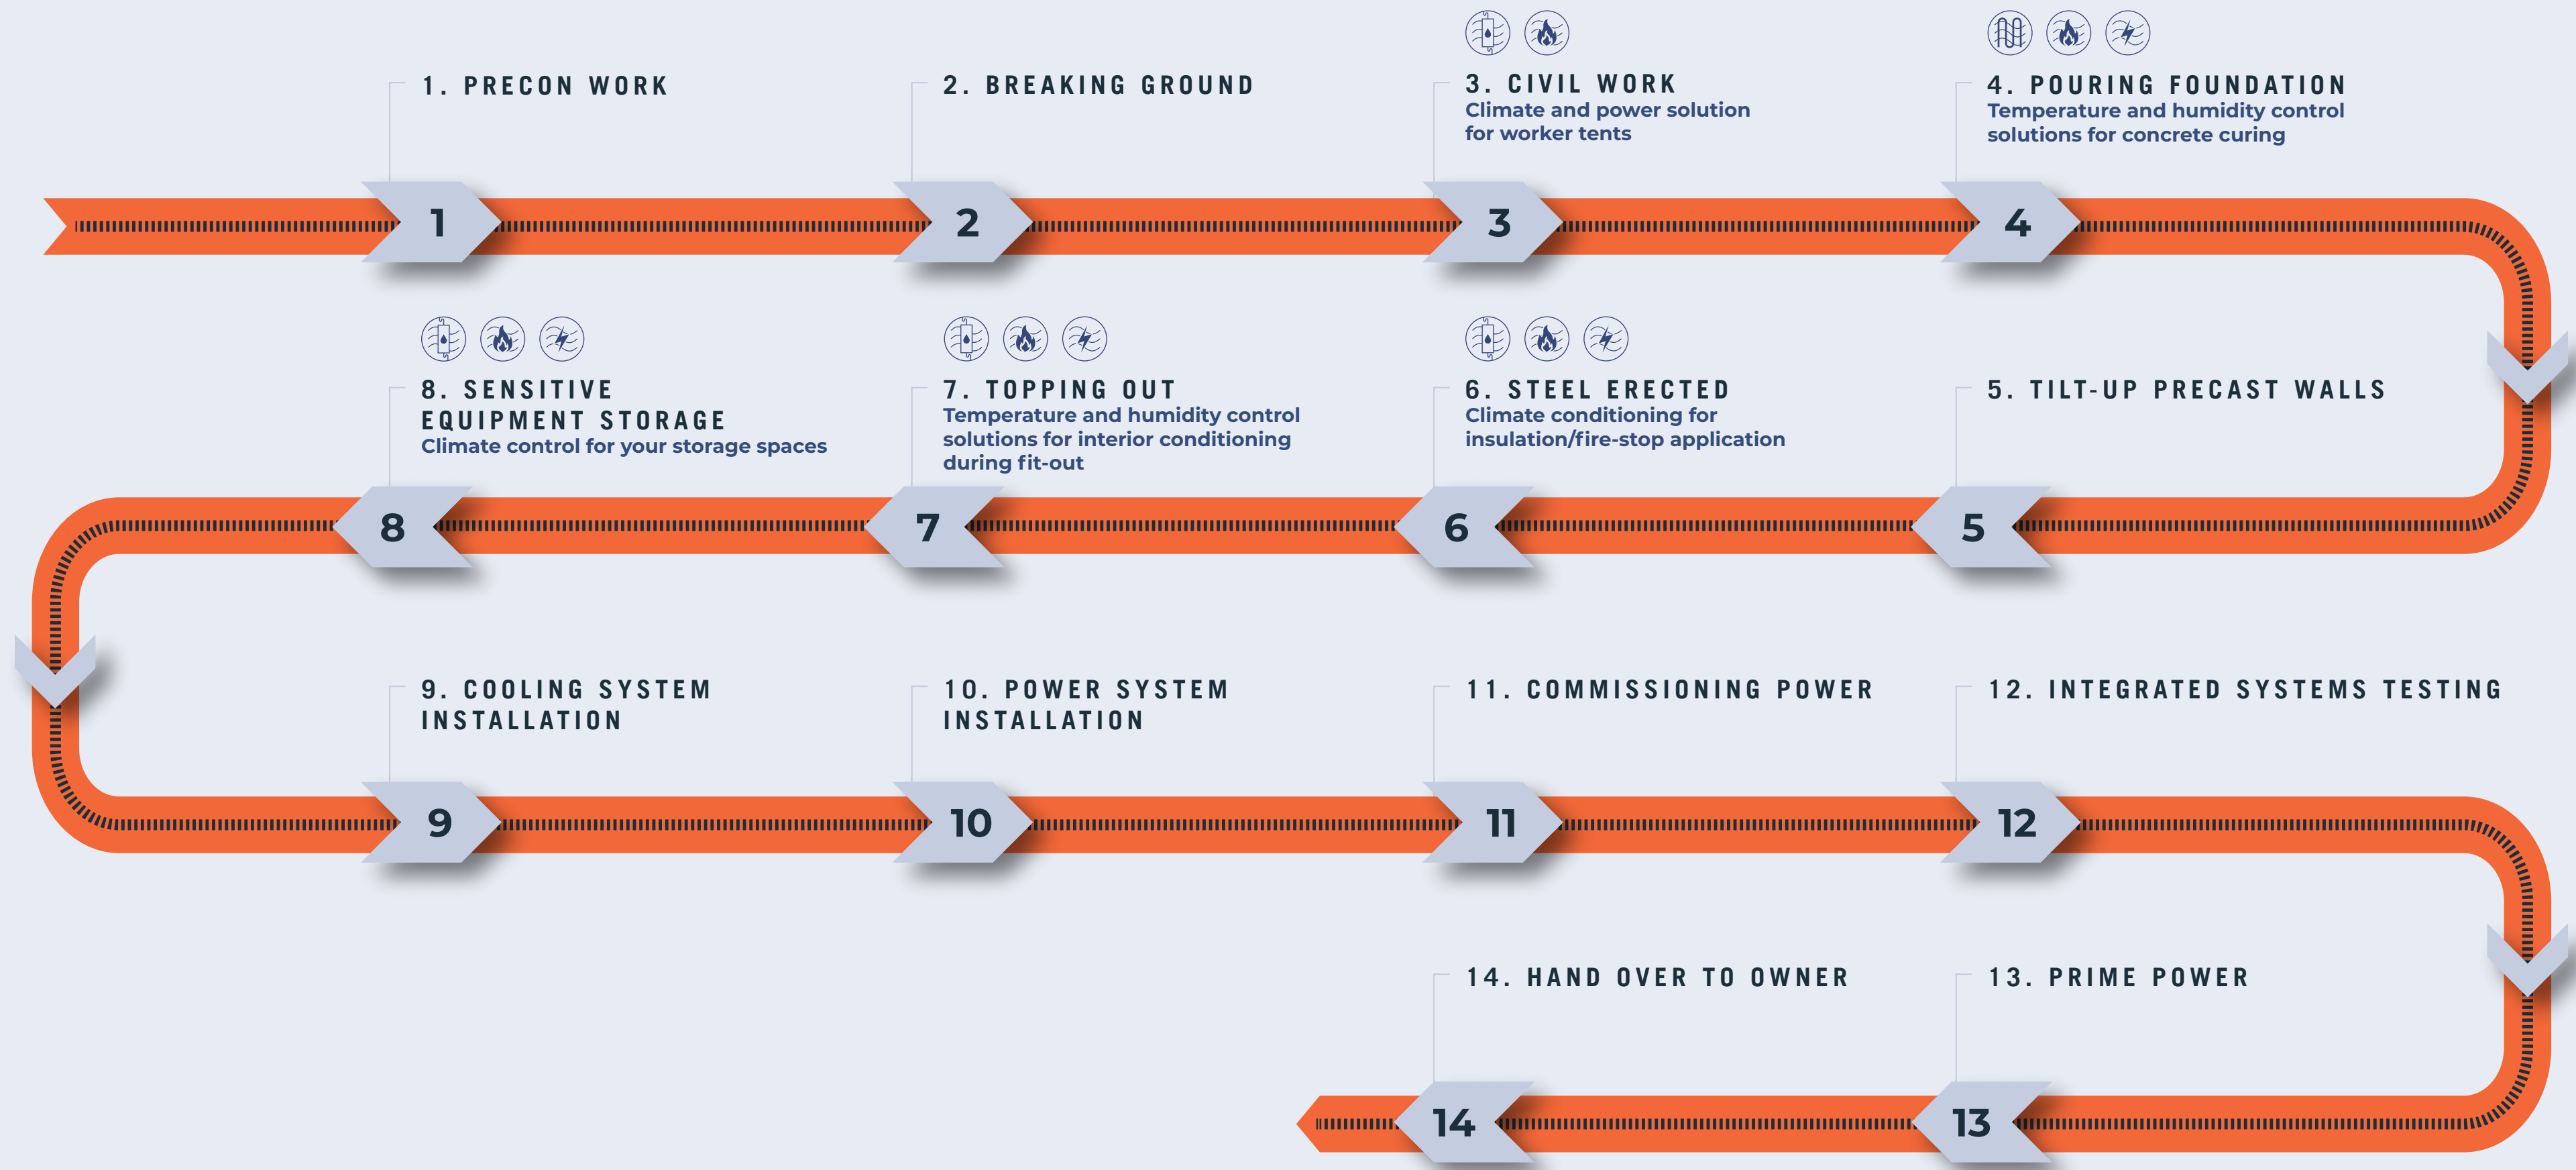 1. PRECON WORK
2. BREAKING GROUND
3. CIVIL WORK
Climate and power solution
for worker tents
4. POURING FOUNDATION
Temperature and humidity control
solutions for concrete curing
1
2
3
4
5. TILT-UP PRECAST WALLS
6. STEEL ERECTED
Climate conditioning for
insulation/fire-stop application
7. TOPPING OUT
Temperature and humidity control
solutions for interior conditioning
during fit-out
8. SENSITIVE
EQUIPMENT STORAGE
Climate control for your storage spaces
5
6
7
8
9. COOLING SYSTEM
INSTALLATION
10. POWER SYSTEM
INSTALLATION
11. COMMISSIONING POWER
12. INTEGRATED SYSTEMS TESTING
9
10
11
12
13. PRIME POWER
14. HAND OVER TO OWNER
13
14